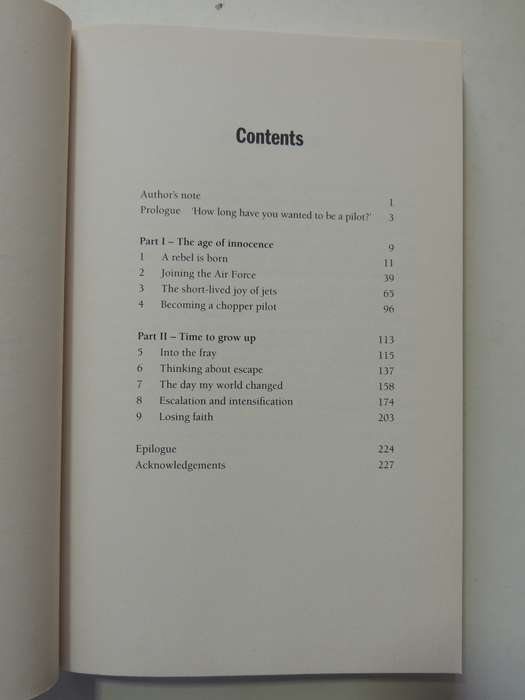 Contents
Author's note 1
Prologue 'How long have you wanted to be a pilot?' 3
Part I – The age of innocence 9
1 A rebel is born 11
2 Joining the Air Force 39
3 The short-lived joy of jets 65
4 Becoming a chopper pilot 96
Part II – Time to grow up 113
5 Into the fray 115
6 Thinking about escape 137
7 The day my world changed 158
8 Escalation and intensification 174
9 Losing faith 203
Epilogue 224
Acknowledgements 227